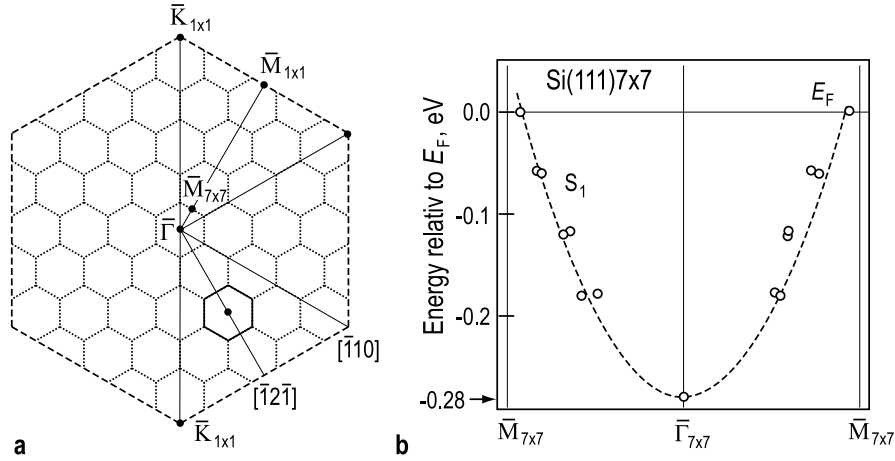 K̄1x1
M̄1x1
M̄7x7
Γ̄
[1̄10]
[1̄21̄]
K̄1x1
a
Si(111)7x7
EF
S1
Energy relativ to EF, eV
0.0
-0.1
-0.2
-0.28
M̄7x7
Γ̄7x7
M̄7x7
b